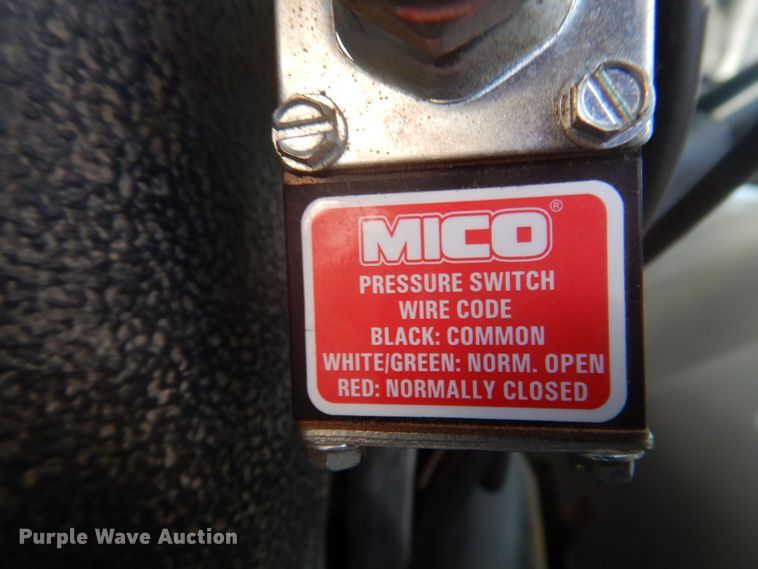 MICO®
PRESSURE SWITCH
WIRE CODE
BLACK: COMMON
WHITE/GREEN: NORM. OPEN
RED: NORMALLY CLOSED
Purple Wave Auction